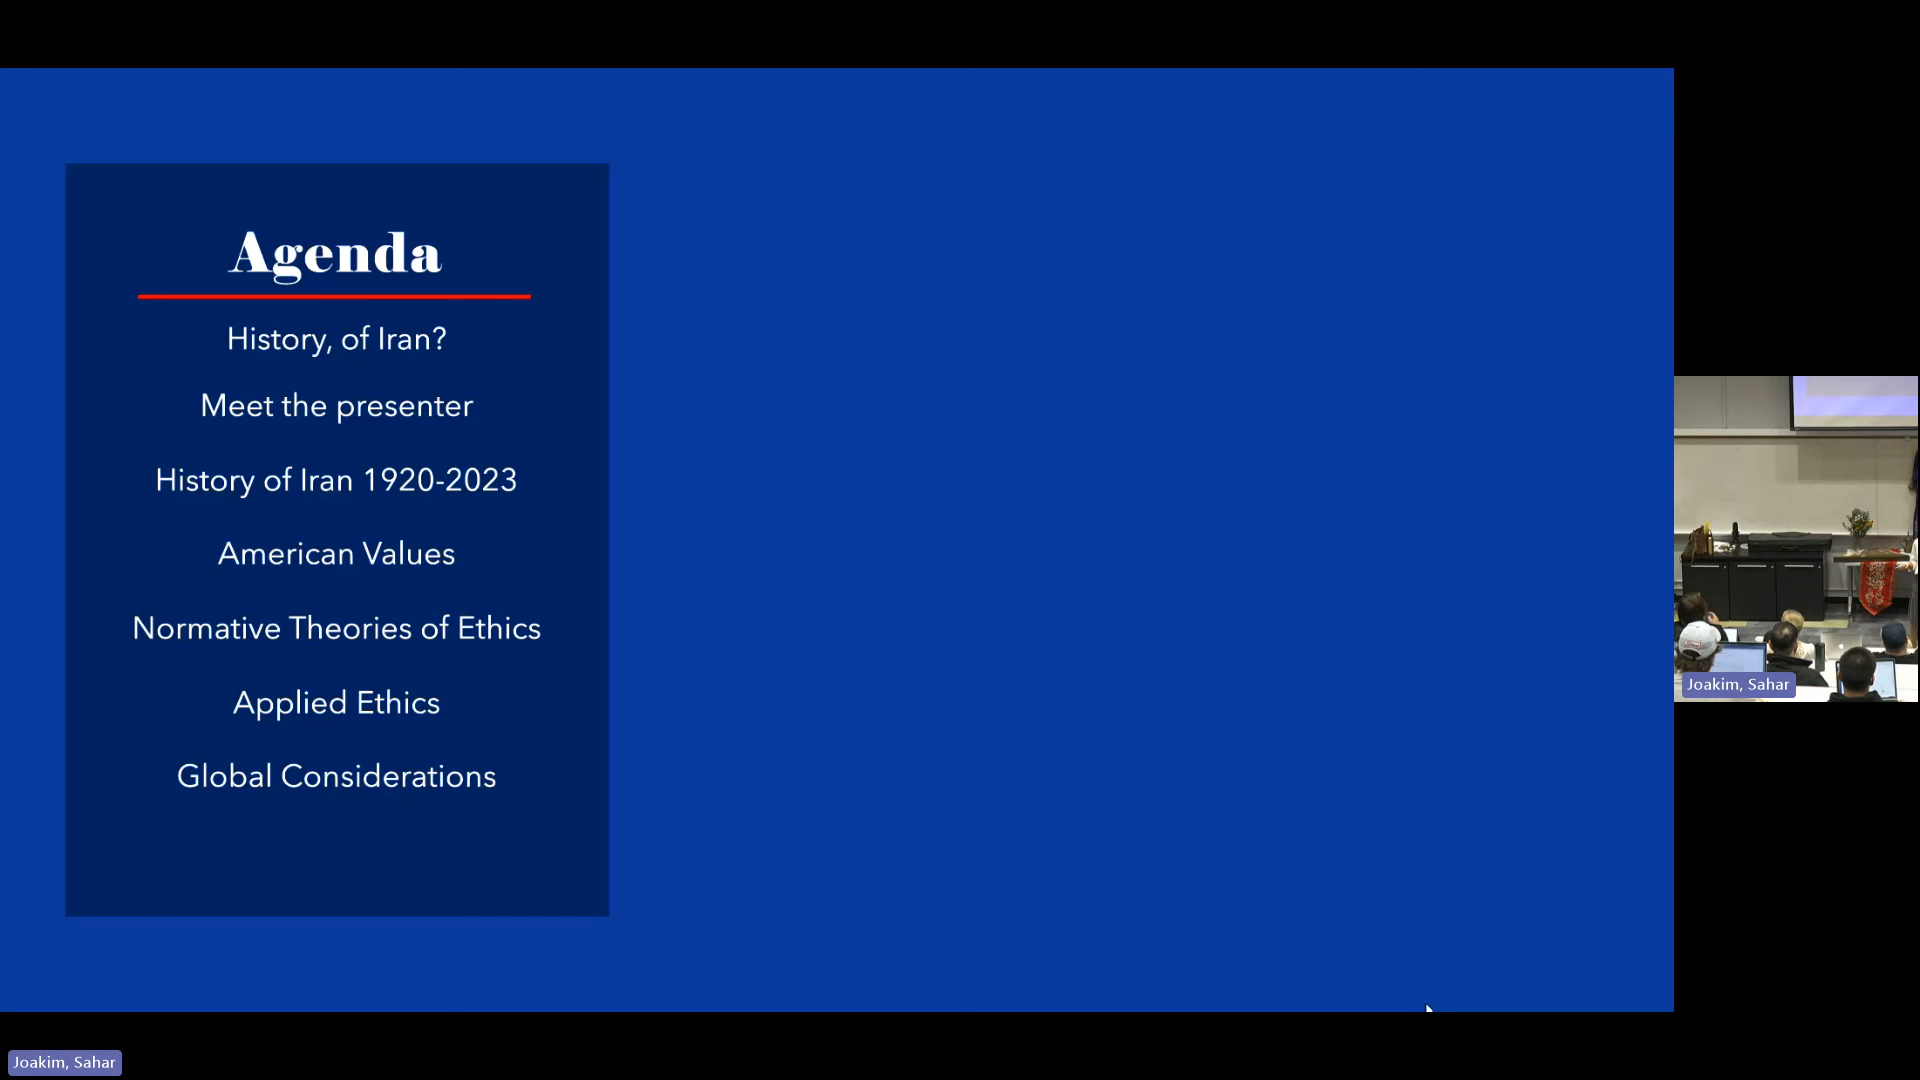 Agenda
History, of Iran?
Meet the presenter
History of Iran 1920-2023
American Values
Normative Theories of Ethics
Applied Ethics
Global Considerations
Joakim, Sahar
Joakim, Sahar